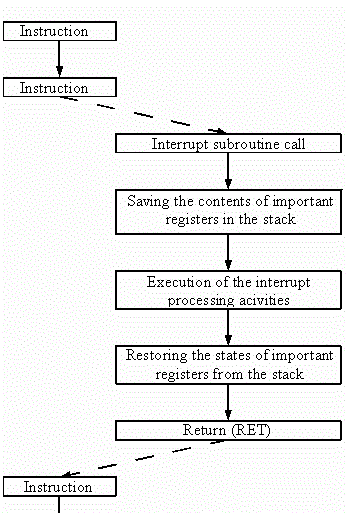 Instruction
Instruction
Interrupt subroutine call
Saving the contents of important
registers in the stack
Execution of the interrupt
processing acivities
Restoring the states of important
registers from the stack
Return (RET)
Instruction